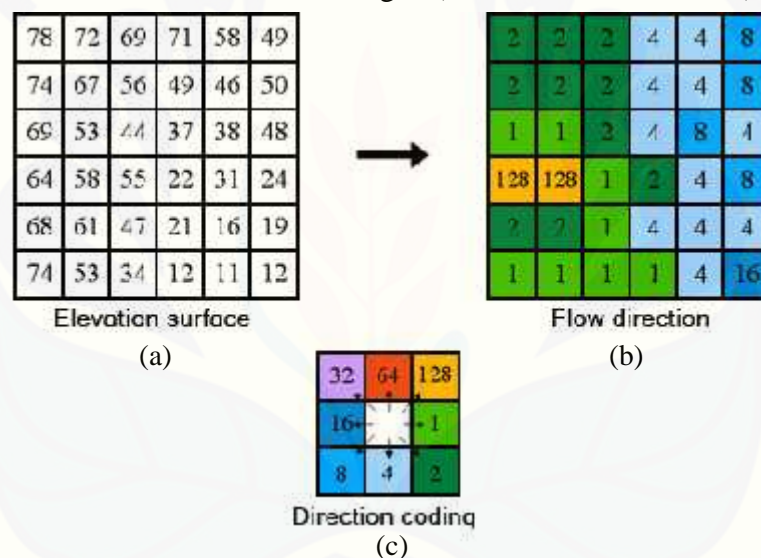 78 72 69 71 58 49 2 2 2 4 4 8
74 67 56 49 46 50 2 2 2 4 4 8
69 53 44 37 38 48 1 1 2 4 8 4
64 58 55 22 31 24 128 128 1 2 4 8
68 61 47 21 16 19 2 2 1 4 4 4
74 53 34 12 11 12 1 1 1 1 4 16
Elevation surface Flow direction
(a) (b)
32 64 128
16 1
8 4 2
Direction coding
(c)